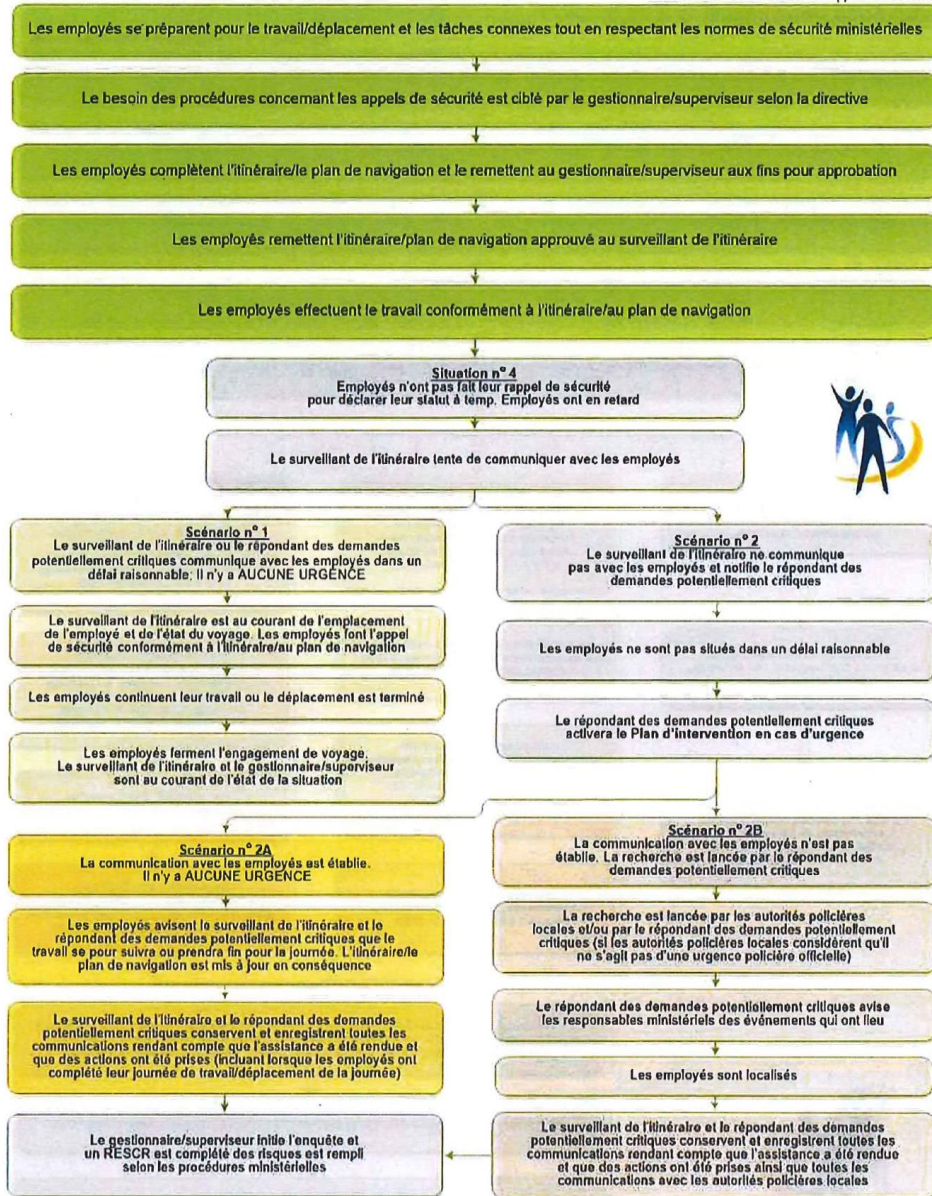 Les employés se préparent pour le travail/déplacement et les tâches connexes tout en respectant les normes de sécurité ministérielles
Le besoin des procédures concernant les appels de sécurité est ciblé par le gestionnaire/superviseur selon la directive
Les employés complètent l'itinéraire/le plan de navigation et le remettent au gestionnaire/superviseur aux fins pour approbation
Les employés remettent l'itinéraire/plan de navigation approuvé au surveillant de l'itinéraire
Les employés effectuent le travail conformément à l'itinéraire/au plan de navigation
Situation n° 4
Employés n'ont pas fait leur rappel de sécurité
pour déclarer leur statut à temp. Employés ont en retard
Le surveillant de l'itinéraire tente de communiquer avec les employés
Scénario n° 1
Le surveillant de l'itinéraire ou le répondant des demandes
potentiellement critiques communique avec les employés dans un
délai raisonnable; Il n'y a AUCUNE URGENCE
Le surveillant de l'itinéraire est au courant de l'emplacement
de l'employé et de l'état du voyage. Les employés font l'appel
de sécurité conformément à l'itinéraire/au plan de navigation
Les employés continuent leur travail ou le déplacement est terminé
Les employés ferment l'engagement de voyage.
Le surveillant de l'itinéraire et le gestionnaire/superviseur
sont au courant de l'état de la situation
Scénario n° 2
Le surveillant de l'itinéraire ne communique
pas avec les employés et notifie le répondant des
demandes potentiellement critiques
Les employés ne sont pas situés dans un délai raisonnable
Le répondant des demandes potentiellement critiques
activera le Plan d'intervention en cas d'urgence
Scénario n° 2A
La communication avec les employés est établie.
Il n'y a AUCUNE URGENCE
Les employés avisent le surveillant de l'itinéraire et le
répondant des demandes potentiellement critiques que le
travail se pour suivre ou prendra fin pour la journée. L'itinéraire/le
plan de navigation est mis à jour en conséquence
Le surveillant de l'itinéraire et le répondant des demandes
potentiellement critiques conservent et enregistrent toutes les
communications rendant compte que l'assistance a été rendue et
que des actions ont été prises (incluant lorsque les employés ont
complété leur journée de travail/déplacement de la journée)
Le gestionnaire/superviseur initie l'enquête et
un RESCR est complété des risques est rempli
selon les procédures ministérielles
Scénario n° 2B
La communication avec les employés n'est pas
établie. La recherche est lancée par le répondant des
demandes potentiellement critiques
La recherche est lancée par les autorités policières
locales et/ou par le répondant des demandes potentiellement
critiques (si les autorités policières locales considèrent qu'il
ne s'agit pas d'une urgence policière officielle)
Le répondant des demandes potentiellement critiques avise
les responsables ministériels des événements qui ont lieu
Les employés sont localisés
Le surveillant de l'itinéraire et le répondant des demandes
potentiellement critiques conservent et enregistrent toutes les
communications rendant compte que l'assistance a été rendue
et que des actions ont été prises ainsi que toutes les
communications avec les autorités policières locales